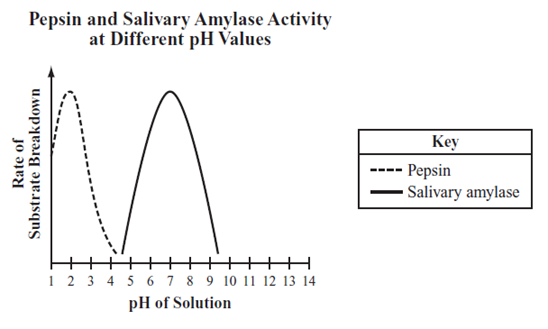 Pepsin and Salivary Amylase Activity
at Different pH Values
Rate of
Substrate Breakdown
Key
Pepsin
Salivary amylase
1 2 3 4 5 6 7 8 9 10 11 12 13 14
pH of Solution